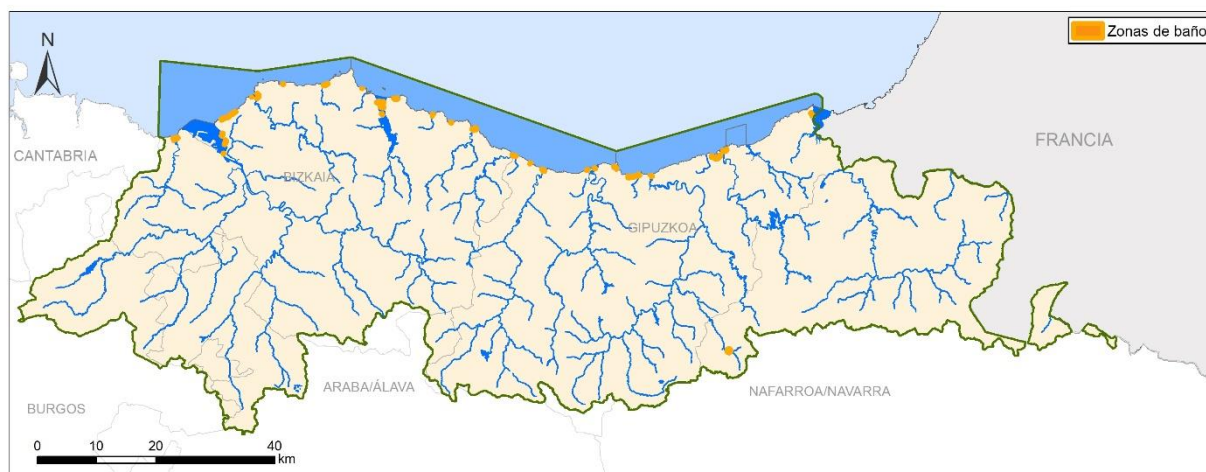 Zonas de baño
N
FRANCIA
CANTABRIA
BIZKAIA
GIPUZKOA
ARABA/ÁLAVA
NAFARROA/NAVARRA
BURGOS
0 10 20 40
km